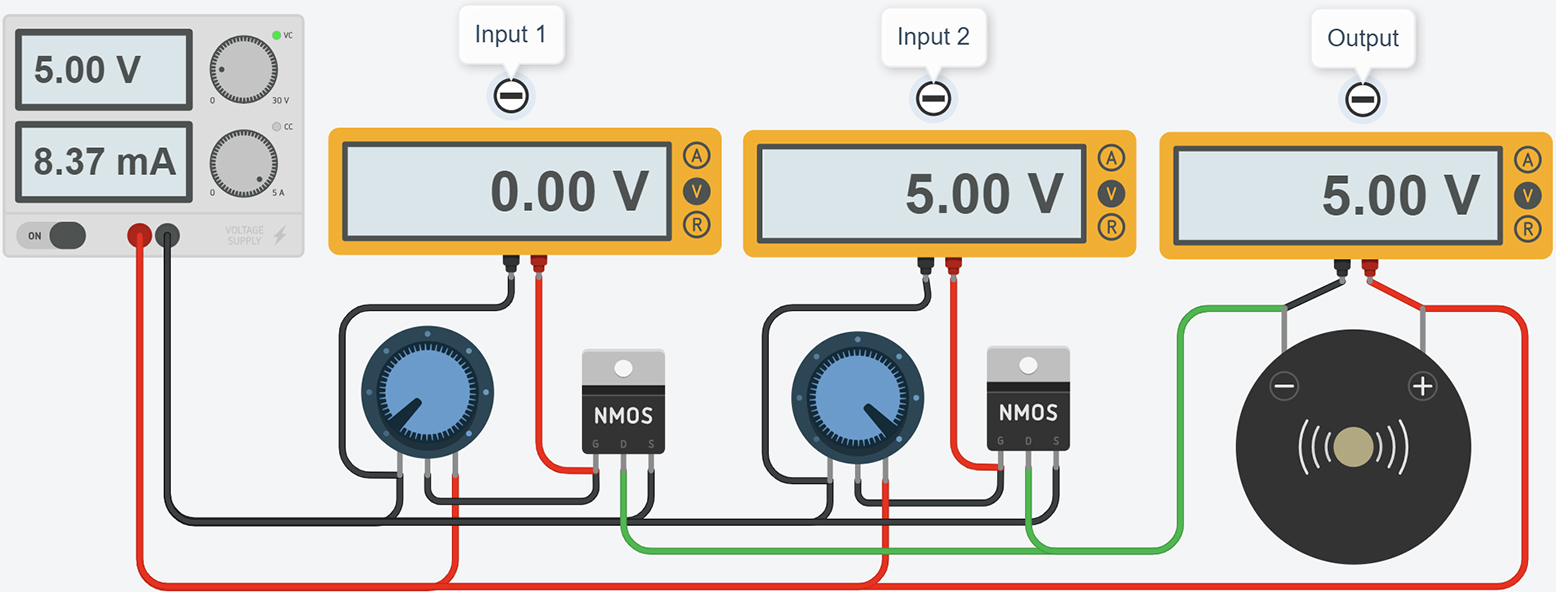 Input 1
Input 2
Output
5.00 V
VC
0
30 V
8.37 mA
CC
0
5 A
ON
VOLTAGE
SUPPLY
0.00 V
A
V
R
5.00 V
A
V
R
5.00 V
A
V
R
NMOS
G D S
NMOS
G D S